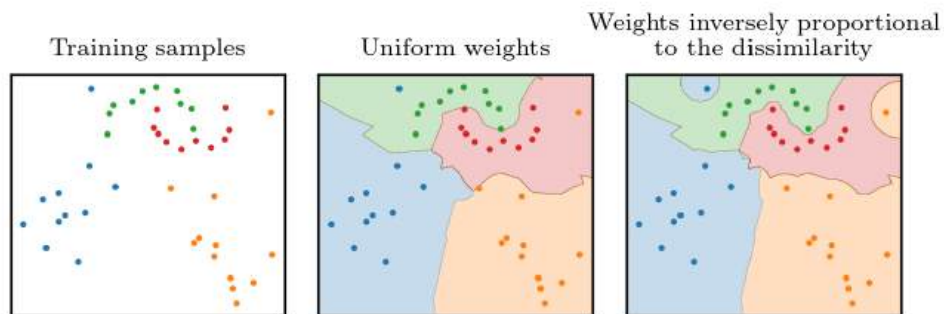 Training samples
Uniform weights
Weights inversely proportional
to the dissimilarity